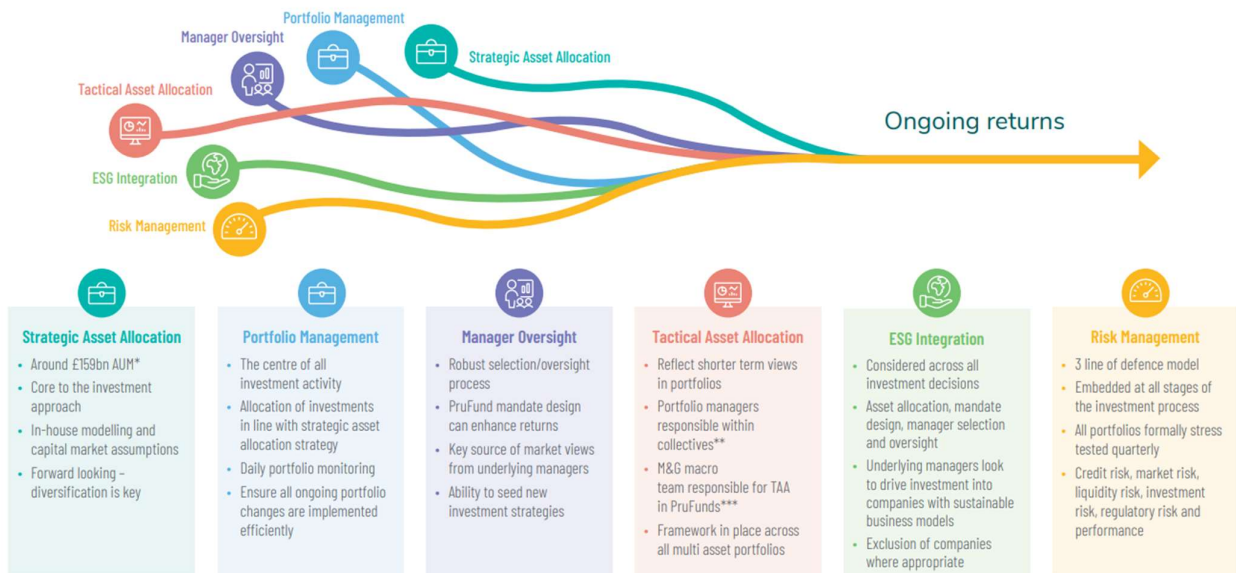 Portfolio Management
Manager Oversight
Strategic Asset Allocation
Tactical Asset Allocation
Ongoing returns
ESG Integration
Risk Management
Strategic Asset Allocation
• Around £159bn AUM*
• Core to the investment
approach
• In-house modelling and
capital market assumptions
• Forward looking –
diversification is key
Portfolio Management
• The centre of all
investment activity
• Allocation of investments
in line with strategic asset
allocation strategy
• Daily portfolio monitoring
• Ensure all ongoing portfolio
changes are implemented
efficiently
Manager Oversight
• Robust selection/oversight
process
• PruFund mandate design
can enhance returns
• Key source of market views
from underlying managers
• Ability to seed new
investment strategies
Tactical Asset Allocation
• Reflect shorter term views
in portfolios
• Portfolio managers
responsible within
collectives**
• M&G macro
team responsible for TAA
in PruFunds***
• Framework in place across
all multi asset portfolios
ESG Integration
• Considered across all
investment decisions
• Asset allocation, mandate
design, manager selection
and oversight
• Underlying managers look
to drive investment into
companies with sustainable
business models
• Exclusion of companies
where appropriate
Risk Management
• 3 line of defence model
• Embedded at all stages of
the investment process
• All portfolios formally stress
tested quarterly
• Credit risk, market risk,
liquidity risk, investment
risk, regulatory risk and
performance